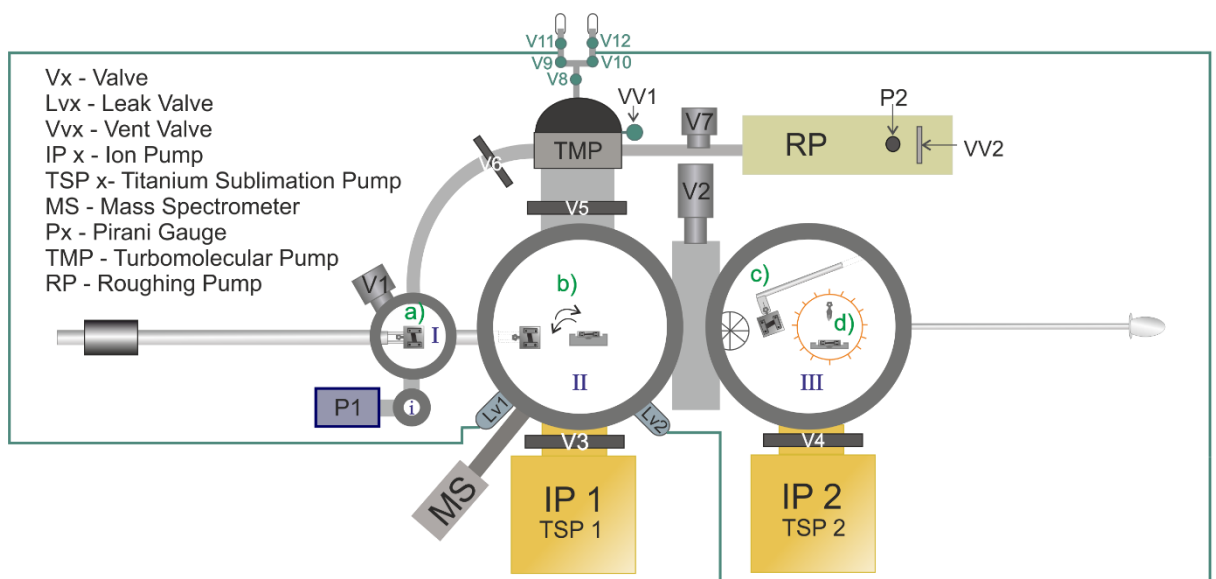 V11
V12
V9
V10
V8
Vx - Valve
Lvx - Leak Valve
Vvx - Vent Valve
IP x - Ion Pump
TSP x- Titanium Sublimation Pump
MS - Mass Spectrometer
Px - Pirani Gauge
TMP - Turbomolecular Pump
RP - Roughing Pump
VV1
P2
V7
RP
VV2
TMP
V6
V2
V5
V1
a)
b)
c)
d)
I
II
III
P1
i
Lv1
Lv2
V3
V4
MS
IP 1
TSP 1
IP 2
TSP 2